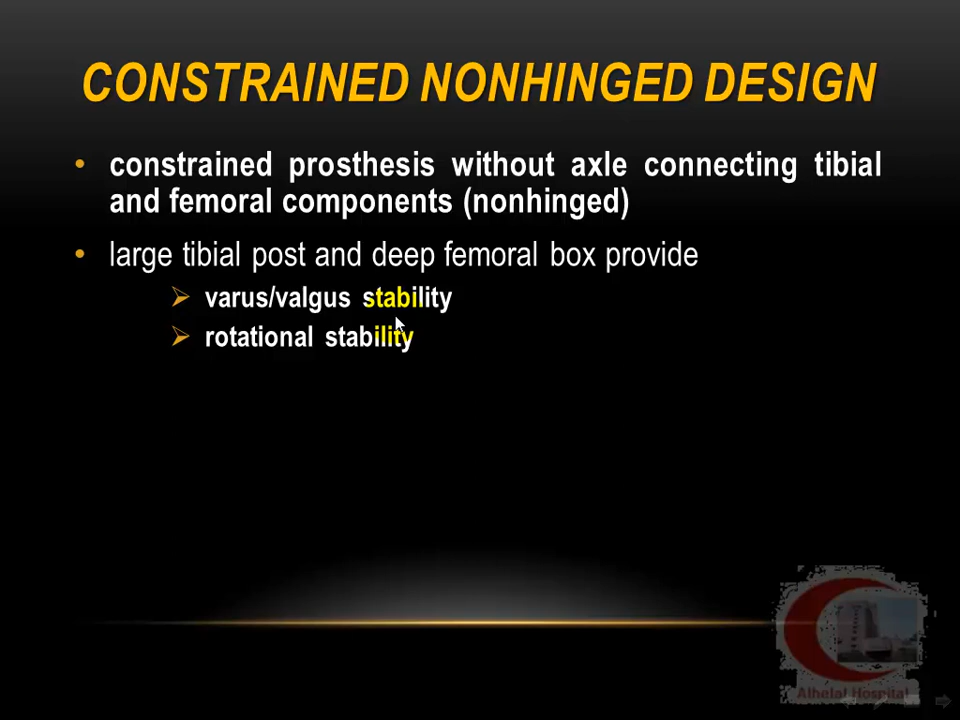 CONSTRAINED NONHINGED DESIGN
• constrained prosthesis without axle connecting tibial
and femoral components (nonhinged)
• large tibial post and deep femoral box provide
➢ varus/valgus stability
➢ rotational stability
Alhelal Hospital